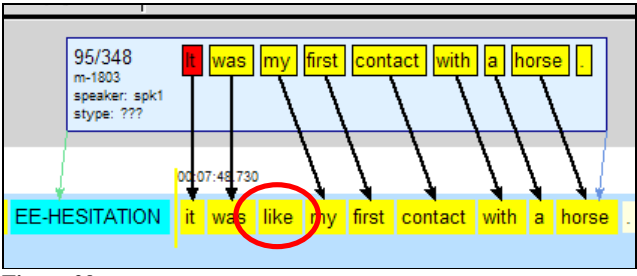 95/348 It was my first contact with a horse .
m-1803
speaker: spk1
stype: ???
00:07:48.730
EE-HESITATION it was like my first contact with a horse .